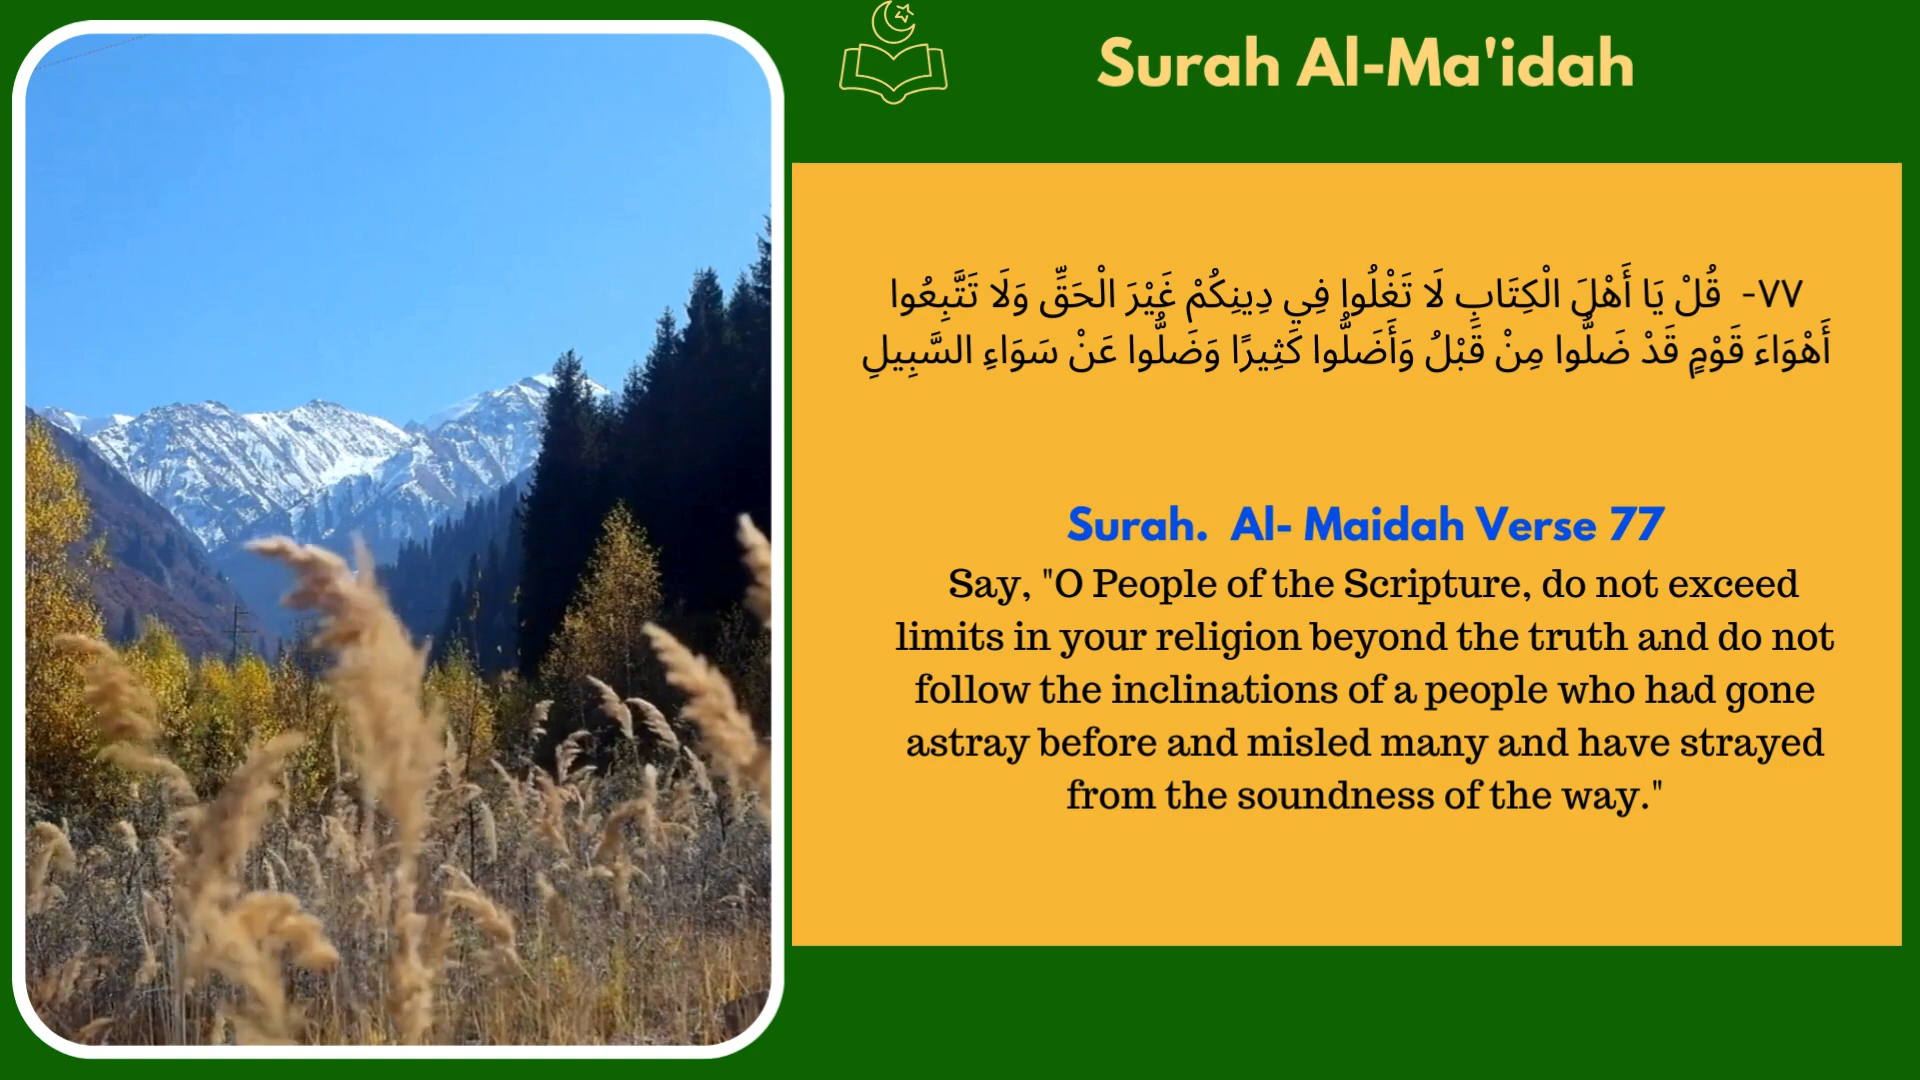 Surah Al-Ma'idah
٧٧- قُلْ يَا أَهْلَ الْكِتَابِ لَا تَغْلُوا فِي دِينِكُمْ غَيْرَ الْحَقِّ وَلَا تَتَّبِعُوا
أَهْوَاءَ قَوْمٍ قَدْ ضَلُّوا مِنْ قَبْلُ وَأَضَلُّوا كَثِيرًا وَضَلُّوا عَنْ سَوَاءِ السَّبِيلِ
Surah. Al- Maidah Verse 77
Say, "O People of the Scripture, do not exceed
limits in your religion beyond the truth and do not
follow the inclinations of a people who had gone
astray before and misled many and have strayed
from the soundness of the way."